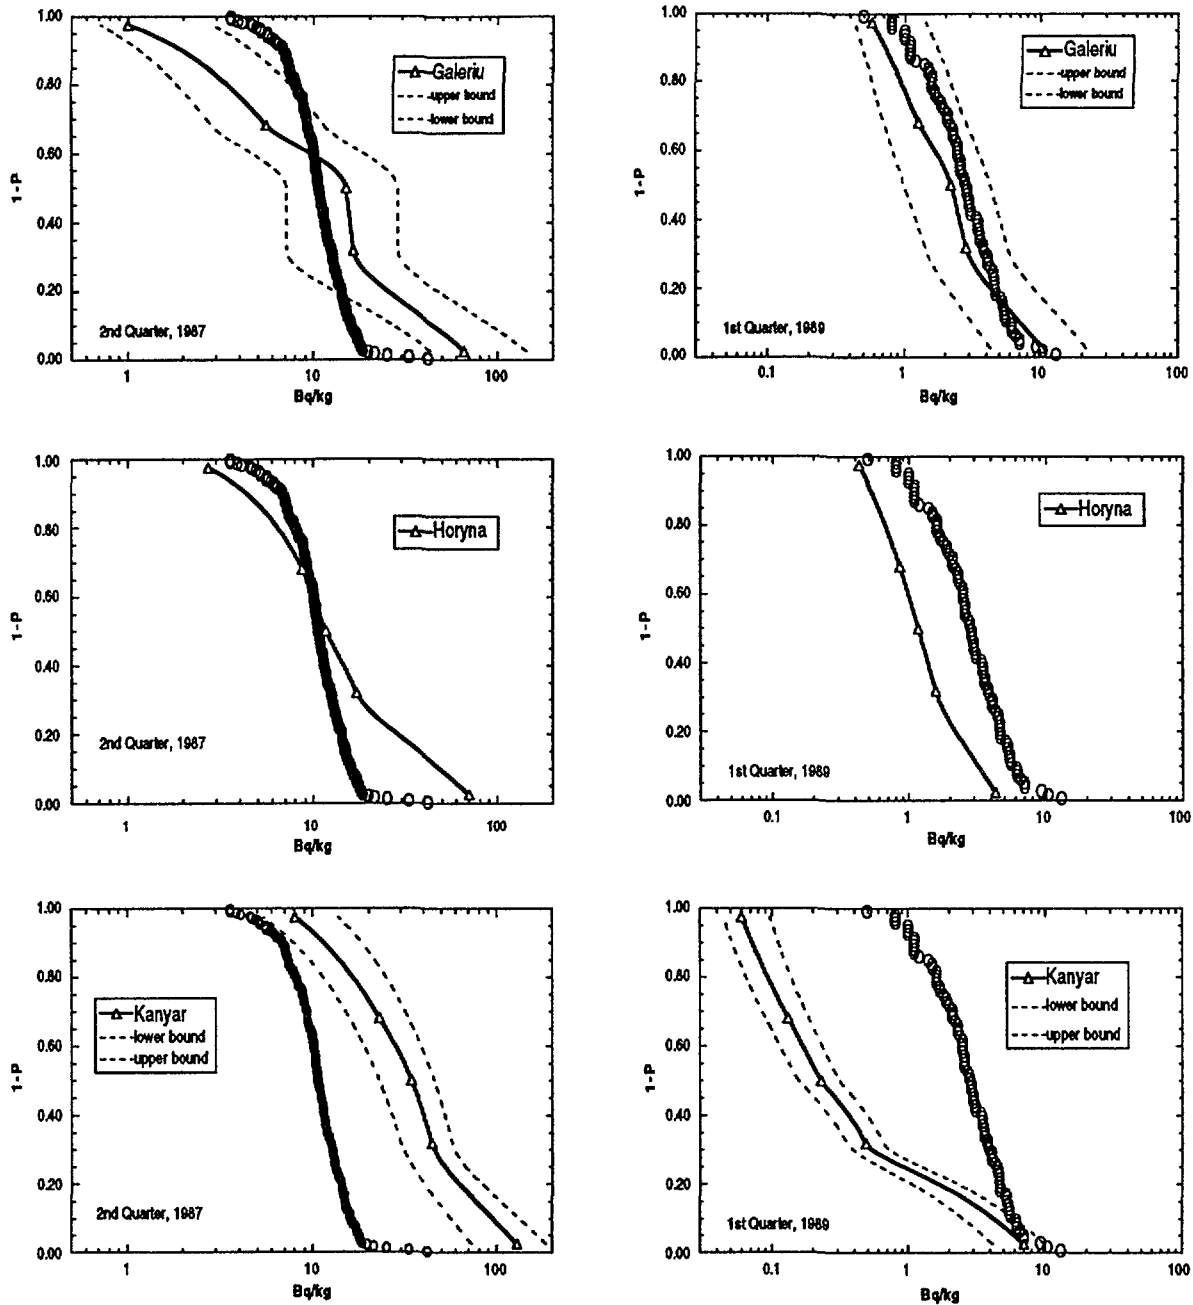 1.00
0.80
0.60
0.40
0.20
0.00
1 - P
Galeriu
upper bound
lower bound
2nd Quarter, 1987
1
10
100
Bq/kg
1.00
0.80
0.60
0.40
0.20
0.00
1 - P
Galeriu
upper bound
lower bound
1st Quarter, 1989
0.1
1
10
100
Bq/kg
1.00
0.80
0.60
0.40
0.20
0.00
1 - P
Horyna
2nd Quarter, 1987
1
10
100
Bq/kg
1.00
0.80
0.60
0.40
0.20
0.00
1 - P
Horyna
1st Quarter, 1989
0.1
1
10
100
Bq/kg
1.00
0.80
0.60
0.40
0.20
0.00
1 - P
Kanyar
lower bound
upper bound
2nd Quarter, 1987
1
10
100
Bq/kg
1.00
0.80
0.60
0.40
0.20
0.00
1 - P
Kanyar
lower bound
upper bound
1st Quarter, 1989
0.1
1
10
100
Bq/kg